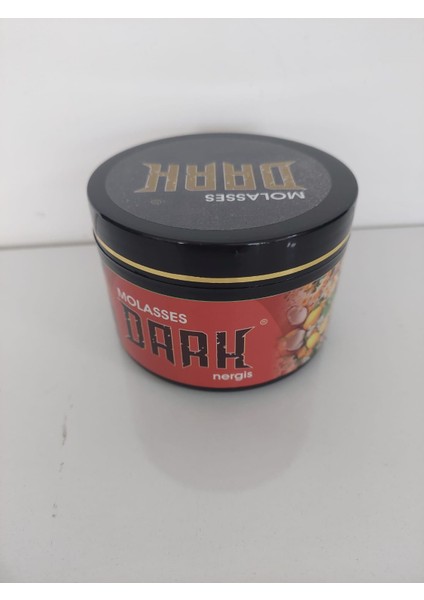 DARK
MOLASSES
MOLASSES
DARK
®
nergis